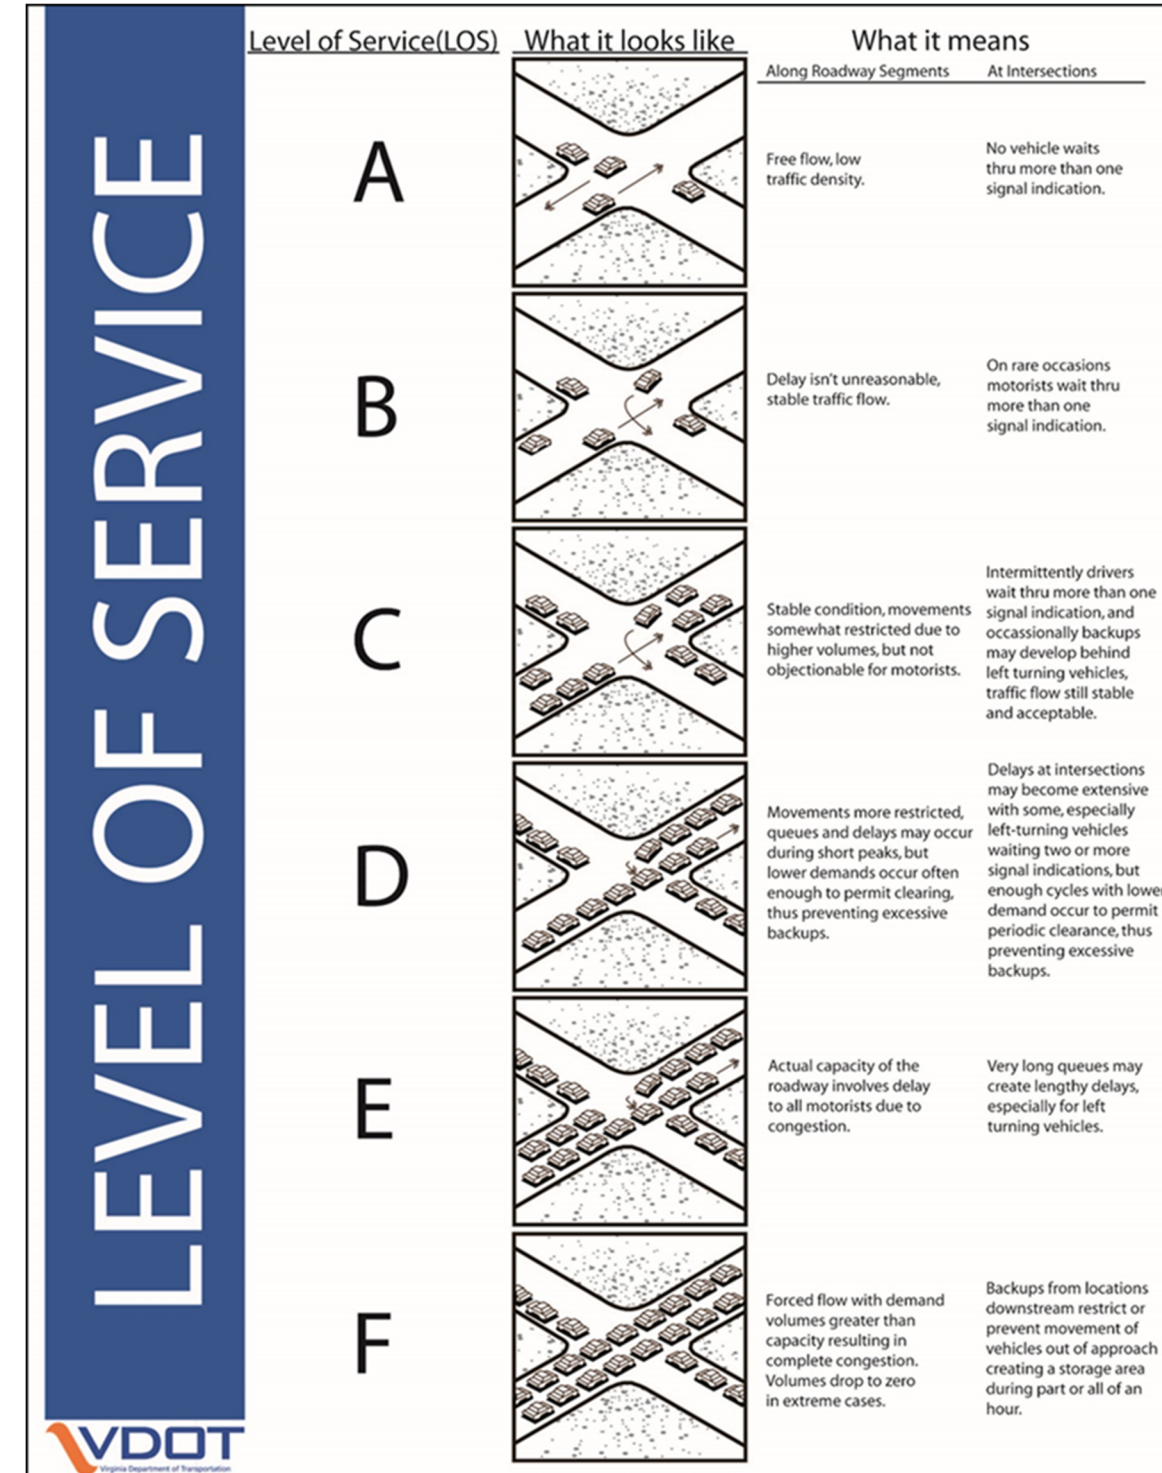 LEVEL OF SERVICE
Level of Service(LOS)
What it looks like
What it means
Along Roadway Segments
At Intersections
A
Free flow, low
traffic density.
No vehicle waits
thru more than one
signal indication.
B
Delay isn't unreasonable,
stable traffic flow.
On rare occasions
motorists wait thru
more than one
signal indication.
C
Stable condition, movements
somewhat restricted due to
higher volumes, but not
objectionable for motorists.
Intermittently drivers
wait thru more than one
signal indication, and
occassionally backups
may develop behind
left turning vehicles,
traffic flow still stable
and acceptable.
D
Movements more restricted,
queues and delays may occur
during short peaks, but
lower demands occur often
enough to permit clearing,
thus preventing excessive
backups.
Delays at intersections
may become extensive
with some, especially
left-turning vehicles
waiting two or more
signal indications, but
enough cycles with lower
demand occur to permit
periodic clearance, thus
preventing excessive
backups.
E
Actual capacity of the
roadway involves delay
to all motorists due to
congestion.
Very long queues may
create lengthy delays,
especially for left
turning vehicles.
F
Forced flow with demand
volumes greater than
capacity resulting in
complete congestion.
Volumes drop to zero
in extreme cases.
Backups from locations
downstream restrict or
prevent movement of
vehicles out of approach
creating a storage area
during part or all of an
hour.
VDOT
Virginia Department of Transportation